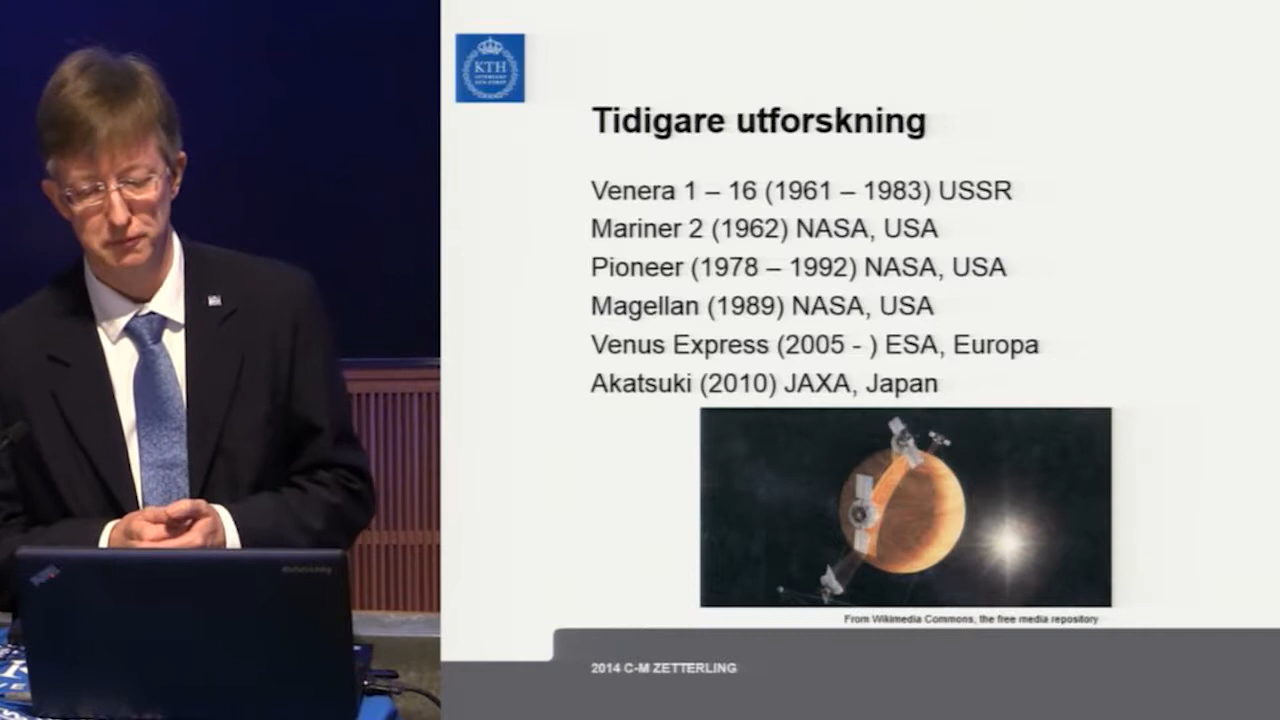 KTH
Tidigare utforskning
Venera 1 – 16 (1961 – 1983) USSR
Mariner 2 (1962) NASA, USA
Pioneer (1978 – 1992) NASA, USA
Magellan (1989) NASA, USA
Venus Express (2005 - ) ESA, Europa
Akatsuki (2010) JAXA, Japan
From Wikimedia Commons, the free media repository
2014 C-M ZETTERLING